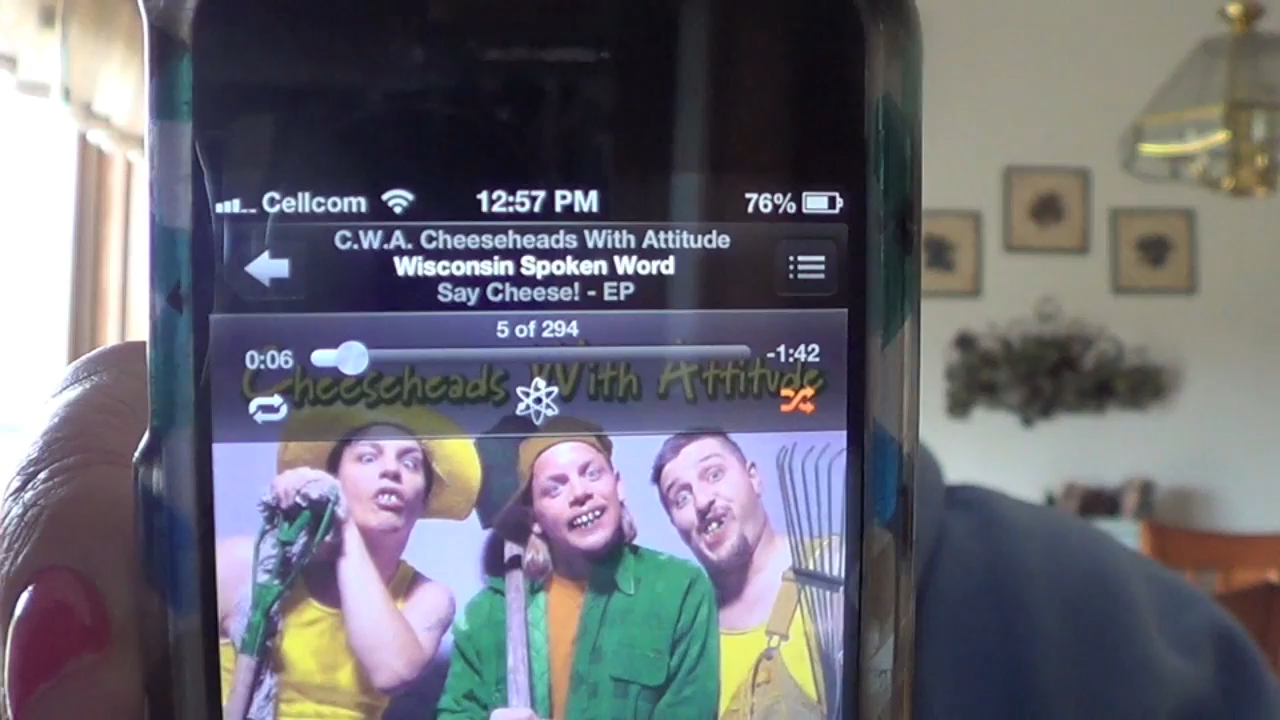 Cellcom 12:57 PM 76%
C.W.A. Cheeseheads With Attitude
Wisconsin Spoken Word
Say Cheese! - EP
5 of 294
0:06 -1:42
Cheeseheads With Attitude